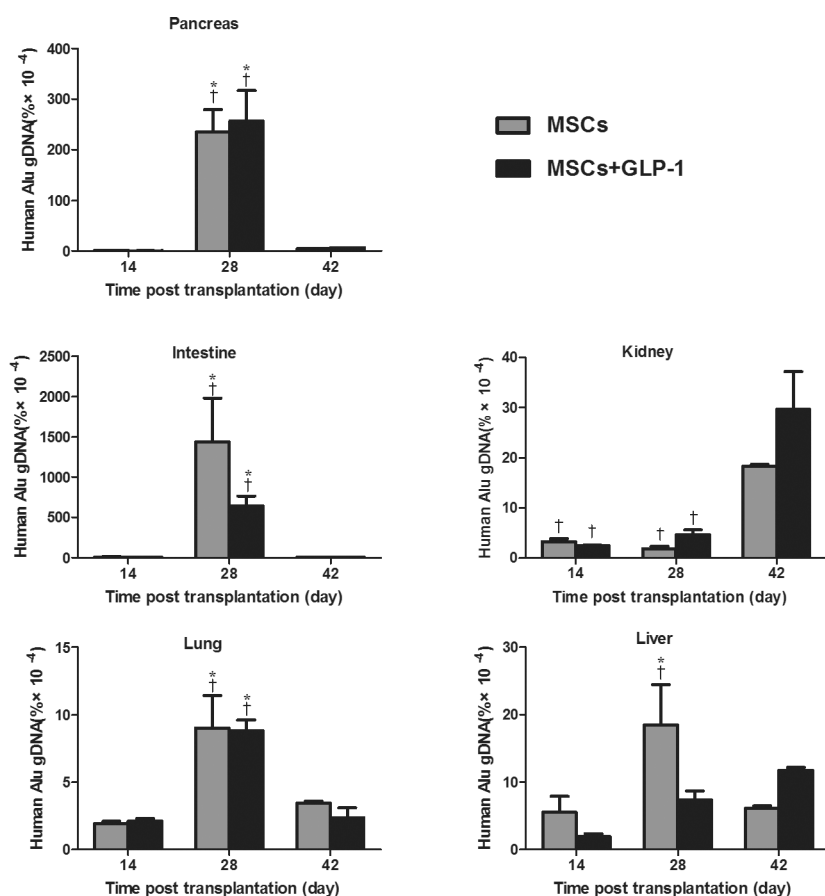 Pancreas
Human Alu gDNA(%× 10 -4)
400
300
200
100
0
*
†
*
†
14 28 42
Time post transplantation (day)
MSCs
MSCs+GLP-1
Intestine
Human Alu gDNA(%× 10 -4)
2500
2000
1500
1000
500
0
*
†
*
†
14 28 42
Time post transplantation (day)
Kidney
Human Alu gDNA(% × 10 -4)
40
30
20
10
0
† † † †
14 28 42
Time post transplantation (day)
Lung
Human Alu gDNA(%× 10 -4)
15
10
5
0
*
†
*
†
14 28 42
Time post transplantation (day)
Liver
Human Alu gDNA(%× 10 -4)
30
20
10
0
*
†
14 28 42
Time post transplantation (day)